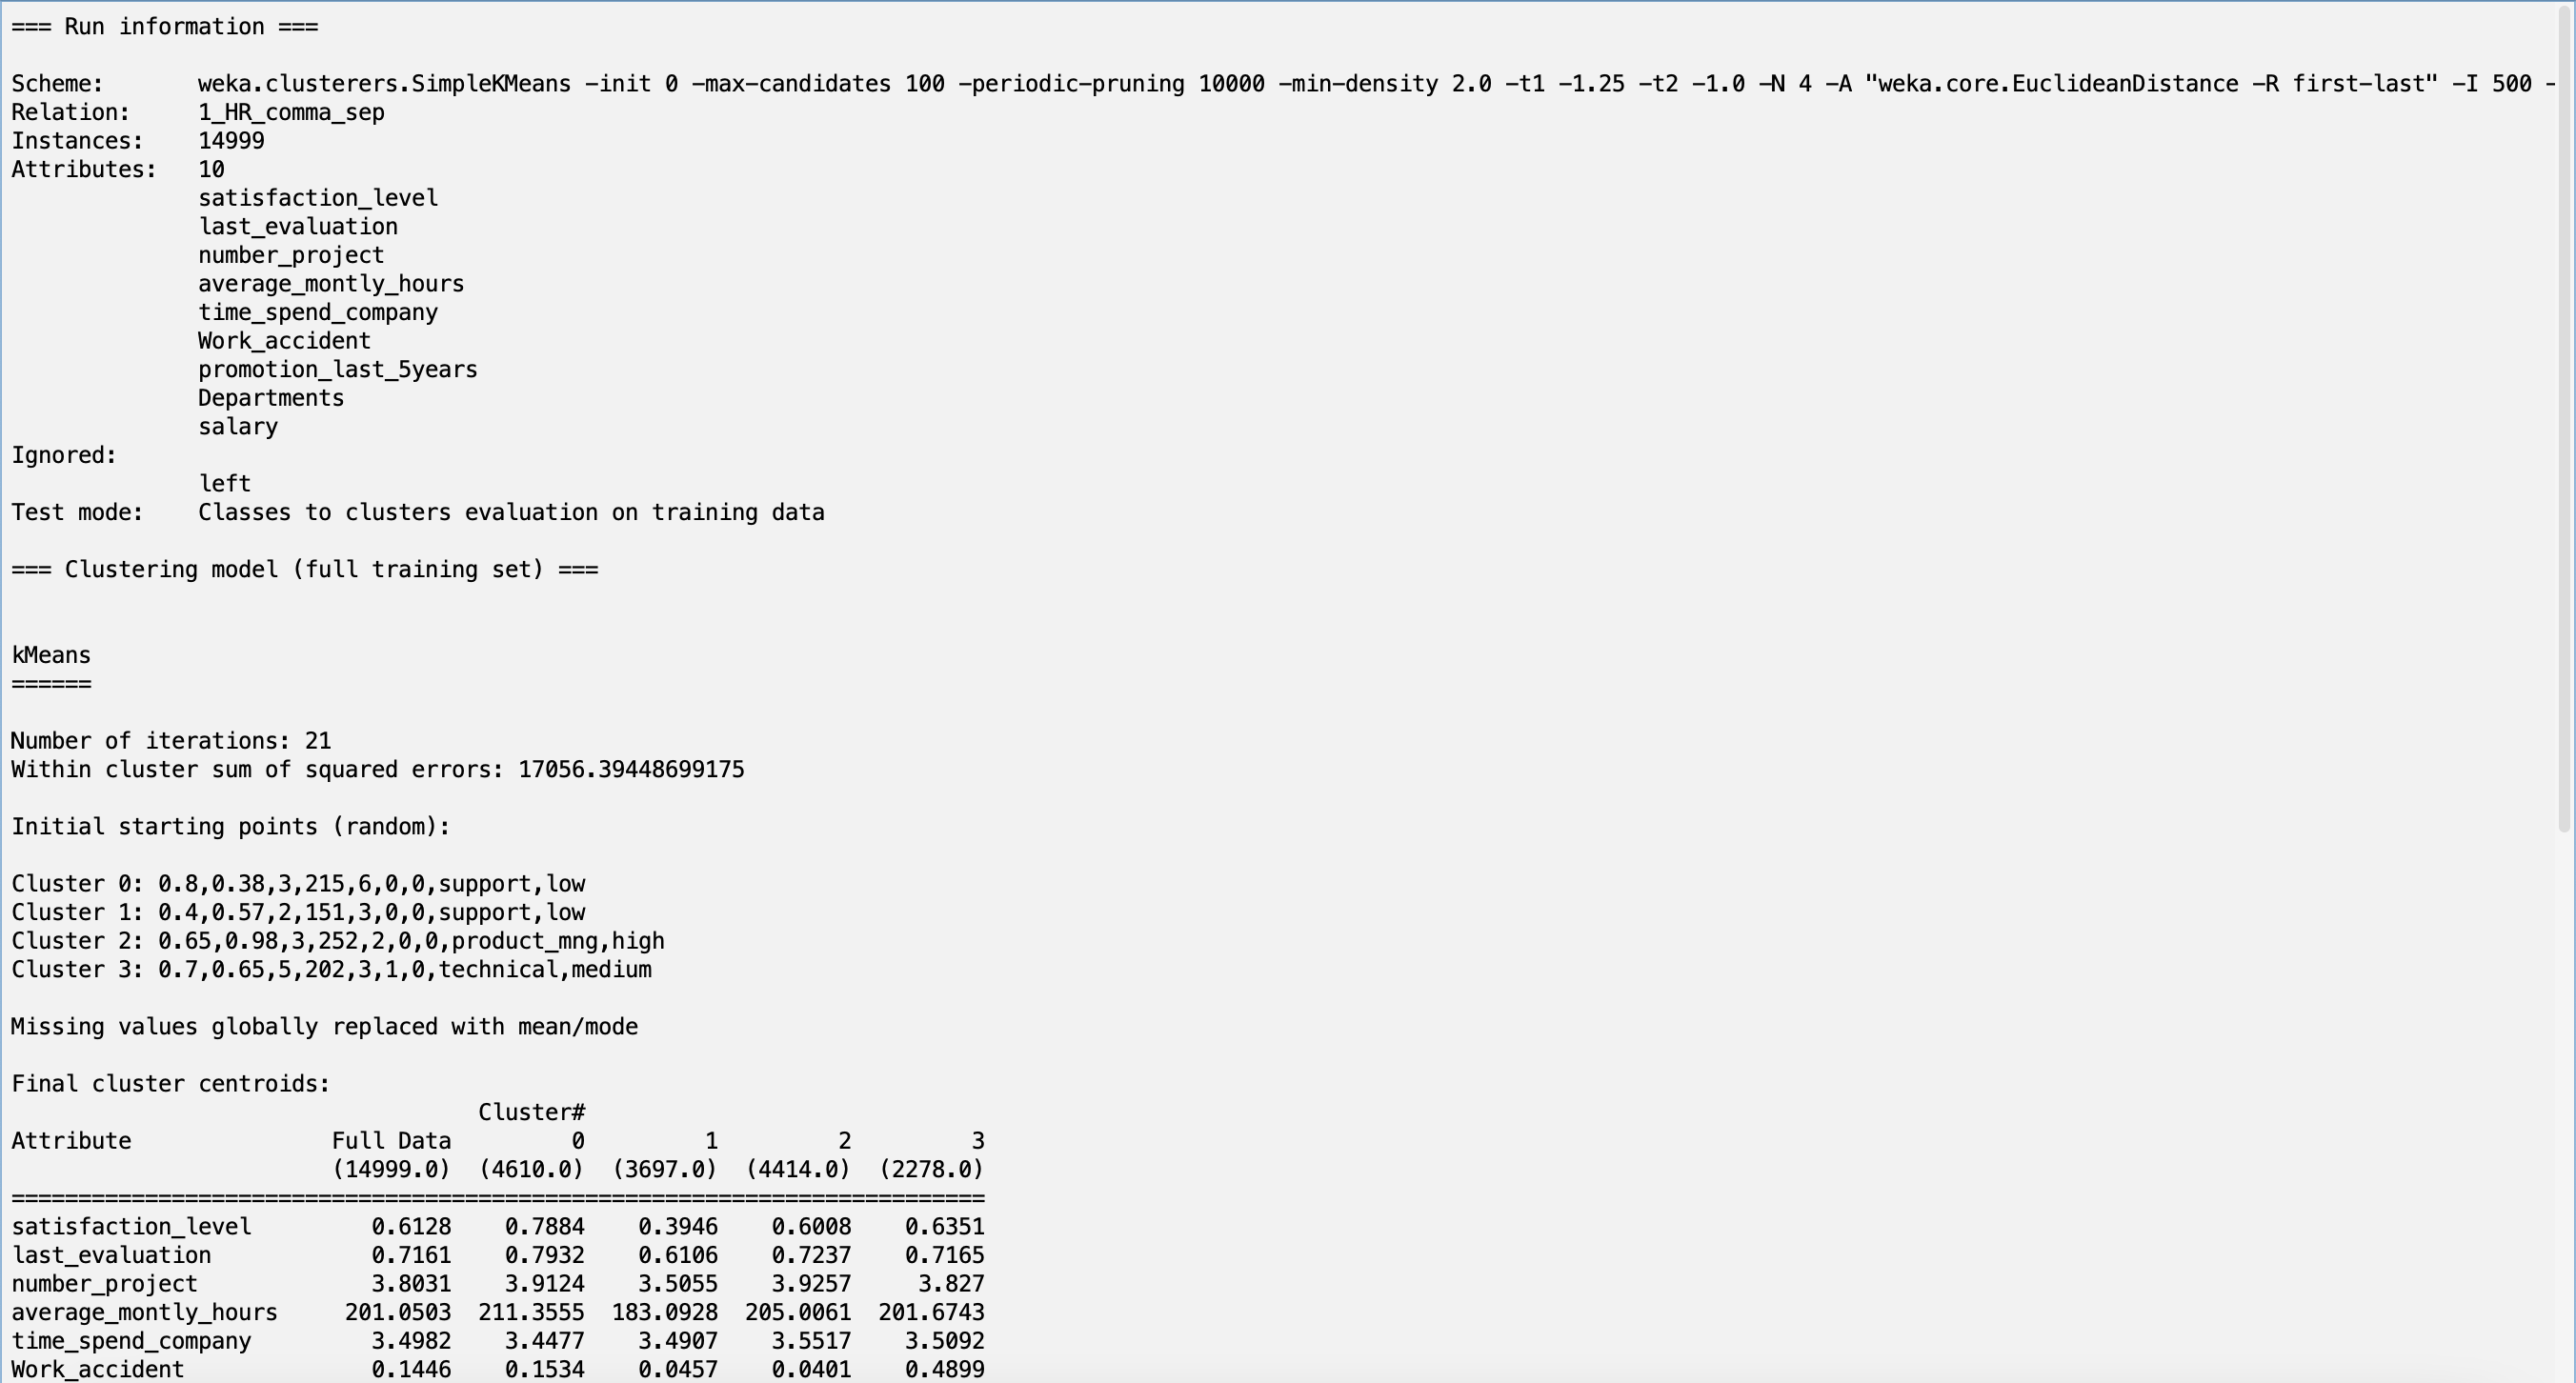 === Run information ===
Scheme:       weka.clusterers.SimpleKMeans -init 0 -max-candidates 100 -periodic-pruning 10000 -min-density 2.0 -t1 -1.25 -t2 -1.0 -N 4 -A "weka.core.EuclideanDistance -R first-last" -I 500 -
Relation:     1_HR_comma_sep
Instances:    14999
Attributes:   10
              satisfaction_level
              last_evaluation
              number_project
              average_montly_hours
              time_spend_company
              Work_accident
              promotion_last_5years
              Departments
              salary
Ignored:
              left
Test mode:    Classes to clusters evaluation on training data
=== Clustering model (full training set) ===
kMeans
======
Number of iterations: 21
Within cluster sum of squared errors: 17056.39448699175
Initial starting points (random):
Cluster 0: 0.8,0.38,3,215,6,0,0,support,low
Cluster 1: 0.4,0.57,2,151,3,0,0,support,low
Cluster 2: 0.65,0.98,3,252,2,0,0,product_mng,high
Cluster 3: 0.7,0.65,5,202,3,1,0,technical,medium
Missing values globally replaced with mean/mode
Final cluster centroids:
                                   Cluster#
Attribute               Full Data         0         1         2         3
                        (14999.0)  (4610.0)  (3697.0)  (4414.0)  (2278.0)
=========================================================================
satisfaction_level         0.6128    0.7884    0.3946    0.6008    0.6351
last_evaluation            0.7161    0.7932    0.6106    0.7237    0.7165
number_project             3.8031    3.9124    3.5055    3.9257     3.827
average_montly_hours     201.0503  211.3555  183.0928  205.0061  201.6743
time_spend_company         3.4982    3.4477    3.4907    3.5517    3.5092
Work_accident              0.1446    0.1534    0.0457    0.0401    0.4899